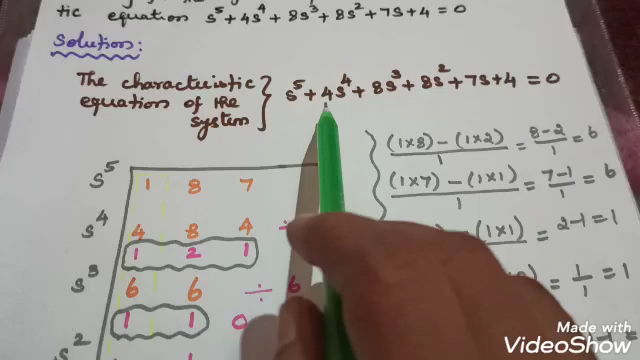 tic equation s⁵+4s⁴+8s³+8s²+7s+4=0
Solution:
The characteristic
equation of the
system } s⁵+4s⁴+8s³+8s²+7s+4=0
(1×8)-(1×2)/1 = 8-2/1 = 6
(1×7)-(1×1)/1 = 7-1/1 = 6
(1×1)/1 = 2-1 = 1
1/1 = 1
s⁵ 1 8 7
s⁴ 4 8 4 ÷
1 2 1
s³ 6 6 ÷ 6
1 1 0
s²
Made with
VideoShow